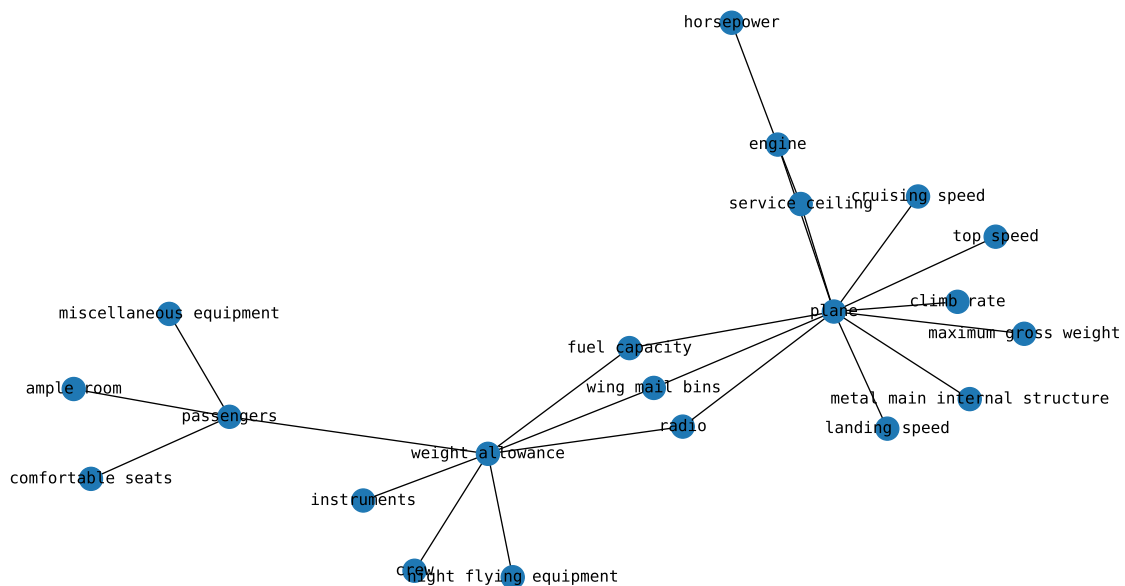 horsepower
engine
service ceiling
cruising speed
top speed
climb rate
plane
maximum gross weight
miscellaneous equipment
fuel capacity
wing mail bins
ample room
metal main internal structure
passengers
radio
landing speed
weight allowance
comfortable seats
instruments
crew
night flying equipment